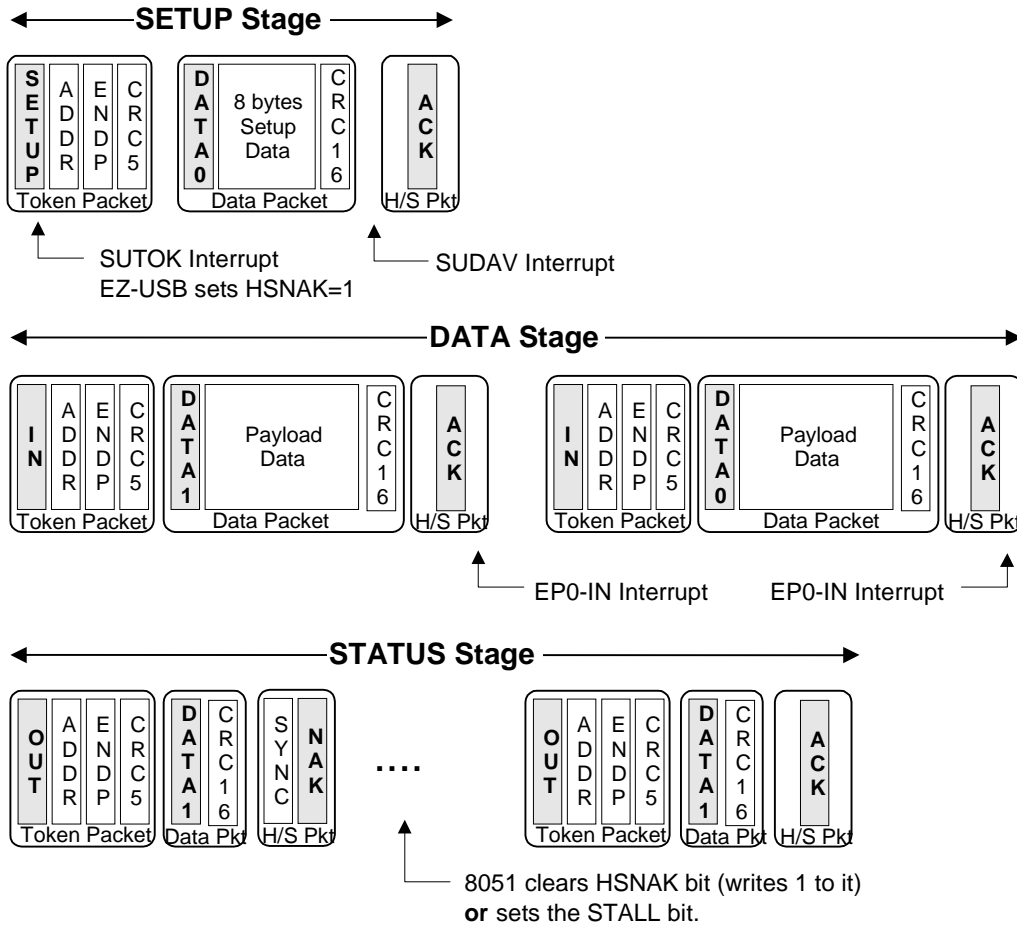 SETUP Stage
SETUP ADDR ENDP CRC5
Token Packet
DATA0 8 bytes Setup Data CRC16
Data Packet
ACK
H/S Pkt
SUTOK Interrupt
EZ-USB sets HSNAK=1
SUDAV Interrupt
DATA Stage
IN ADDR ENDP CRC5
Token Packet
DATA1 Payload Data CRC16
Data Packet
ACK
H/S Pkt
IN ADDR ENDP CRC5
Token Packet
DATA0 Payload Data CRC16
Data Packet
ACK
H/S Pkt
EP0-IN Interrupt
EP0-IN Interrupt
STATUS Stage
OUT ADDR ENDP CRC5
Token Packet
DATA1 CRC16
Data Pkt
SYNC NAK
H/S Pkt
....
OUT ADDR ENDP CRC5
Token Packet
DATA1 CRC16
Data Pkt
ACK
H/S Pkt
8051 clears HSNAK bit (writes 1 to it)
or sets the STALL bit.